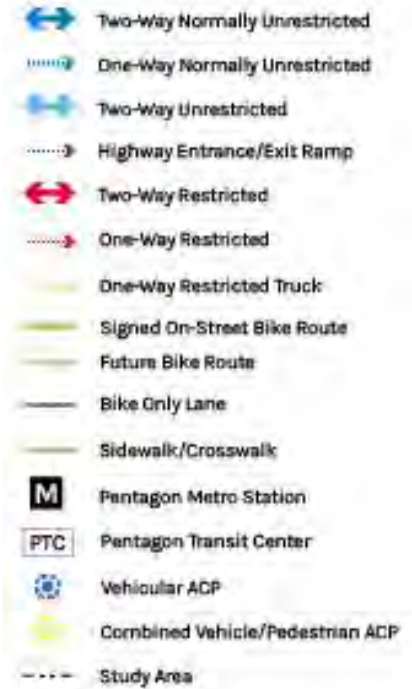 Two-Way Normally Unrestricted
One-Way Normally Unrestricted
Two-Way Unrestricted
Highway Entrance/Exit Ramp
Two-Way Restricted
One-Way Restricted
One-Way Restricted Truck
Signed On-Street Bike Route
Future Bike Route
Bike Only Lane
Sidewalk/Crosswalk
M Pentagon Metro Station
PTC Pentagon Transit Center
Vehicular ACP
Combined Vehicle/Pedestrian ACP
Study Area